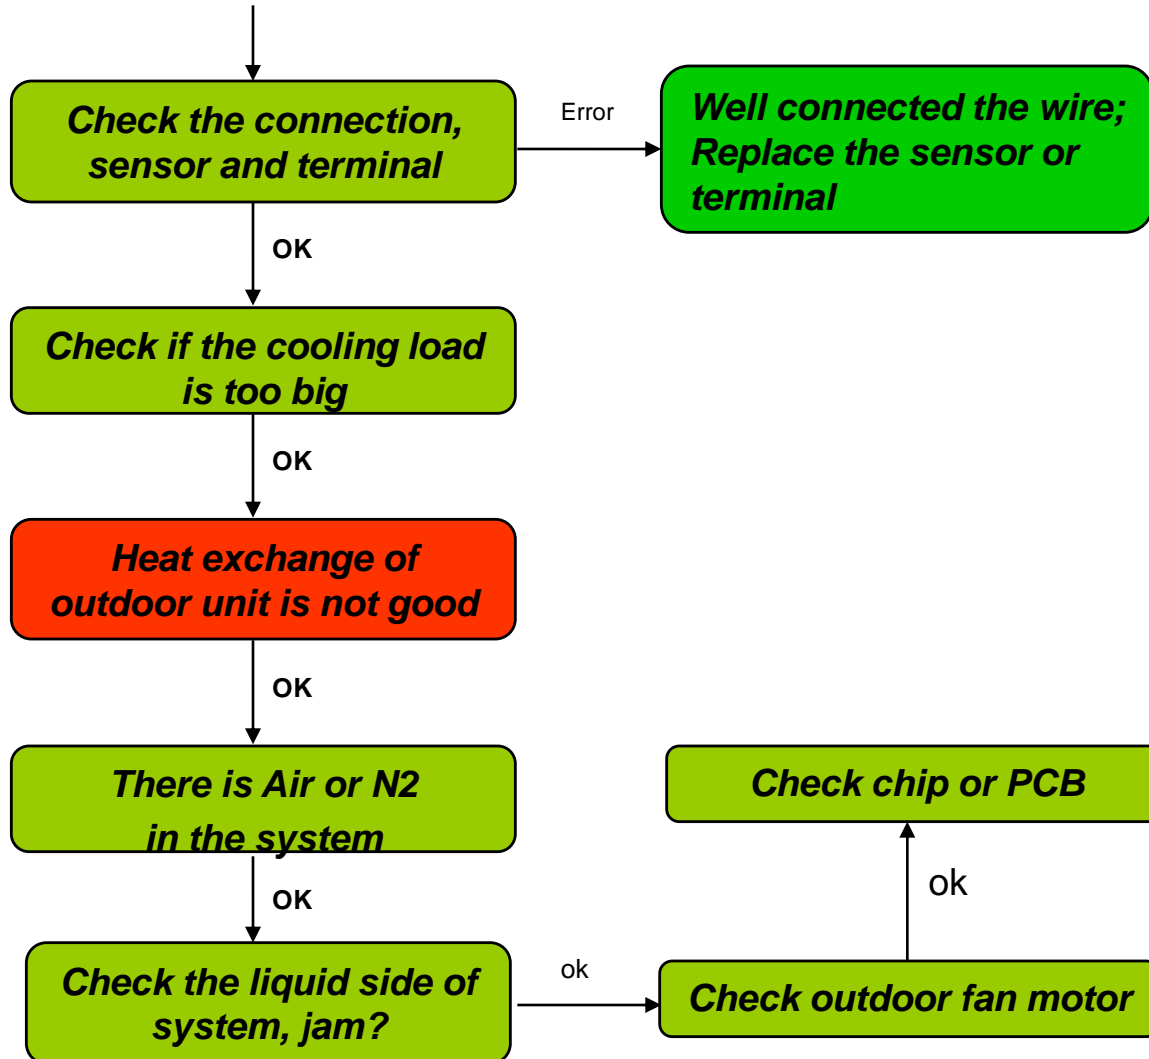 Check the connection,
sensor and terminal
Error
Well connected the wire;
Replace the sensor or
terminal
OK
Check if the cooling load
is too big
OK
Heat exchange of
outdoor unit is not good
OK
There is Air or N2
in the system
Check chip or PCB
OK
ok
Check the liquid side of
system, jam?
ok
Check outdoor fan motor